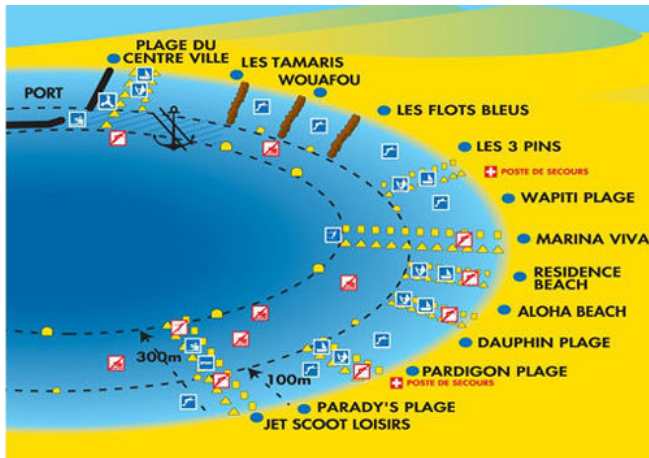 PLAGE DU
CENTRE VILLE
PORT
LES TAMARIS
WOUAFOU
LES FLOTS BLEUS
LES 3 PINS
POSTE DE SECOURS
WAPITI PLAGE
MARINA VIVA
RESIDENCE
BEACH
ALOHA BEACH
DAUPHIN PLAGE
300m
100m
PARDIGON PLAGE
POSTE DE SECOURS
PARADY'S PLAGE
JET SCOOT LOISIRS